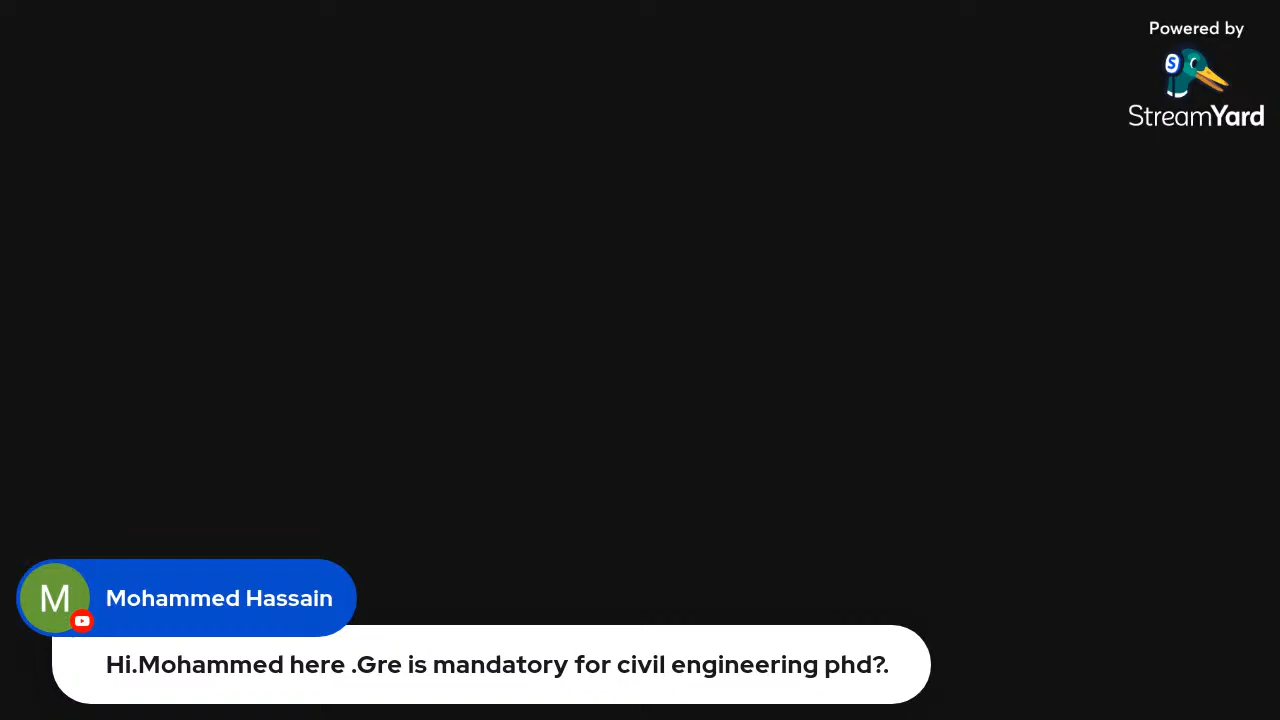 Powered by
S
StreamYard
M
Mohammed Hassain
Hi.Mohammed here .Gre is mandatory for civil engineering phd?.